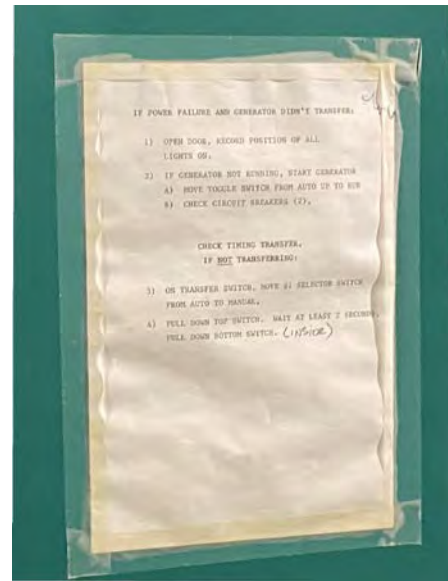 IF POWER FAILURE AND GENERATOR DIDN'T TRANSFER:
1) OPEN DOOR, RECORD POSITION OF ALL
LIGHTS ON.
2) IF GENERATOR NOT RUNNING, START GENERATOR
A) MOVE TOGGLE SWITCH FROM AUTO UP TO RUN
B) CHECK CIRCUIT BREAKERS (2).
CHECK TIMING TRANSFER.
IF NOT TRANSFERRING:
3) ON TRANSFER SWITCH, MOVE S1 SELECTOR SWITCH
FROM AUTO TO MANUAL.
4) PULL DOWN TOP SWITCH. WAIT AT LEAST 2 SECONDS,
PULL DOWN BOTTOM SWITCH. (INSIDE)